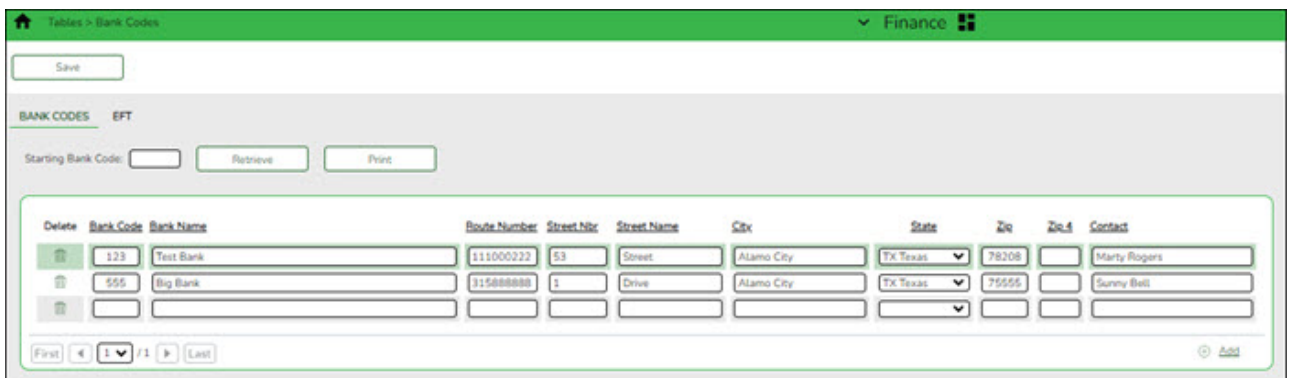 Tables > Bank Codes Finance
Save
BANK CODES EFT
Starting Bank Code: Retrieve Print
Delete Bank Code Bank Name Route Number Street Nbr Street Name City State Zip Zip 4 Contact
123 Test Bank 111000222 53 Street Alamo City TX Texas 78208 Marty Rogers
555 Big Bank 315888888 1 Drive Alamo City TX Texas 75555 Sunny Bell
First 1 / 1 Last Add